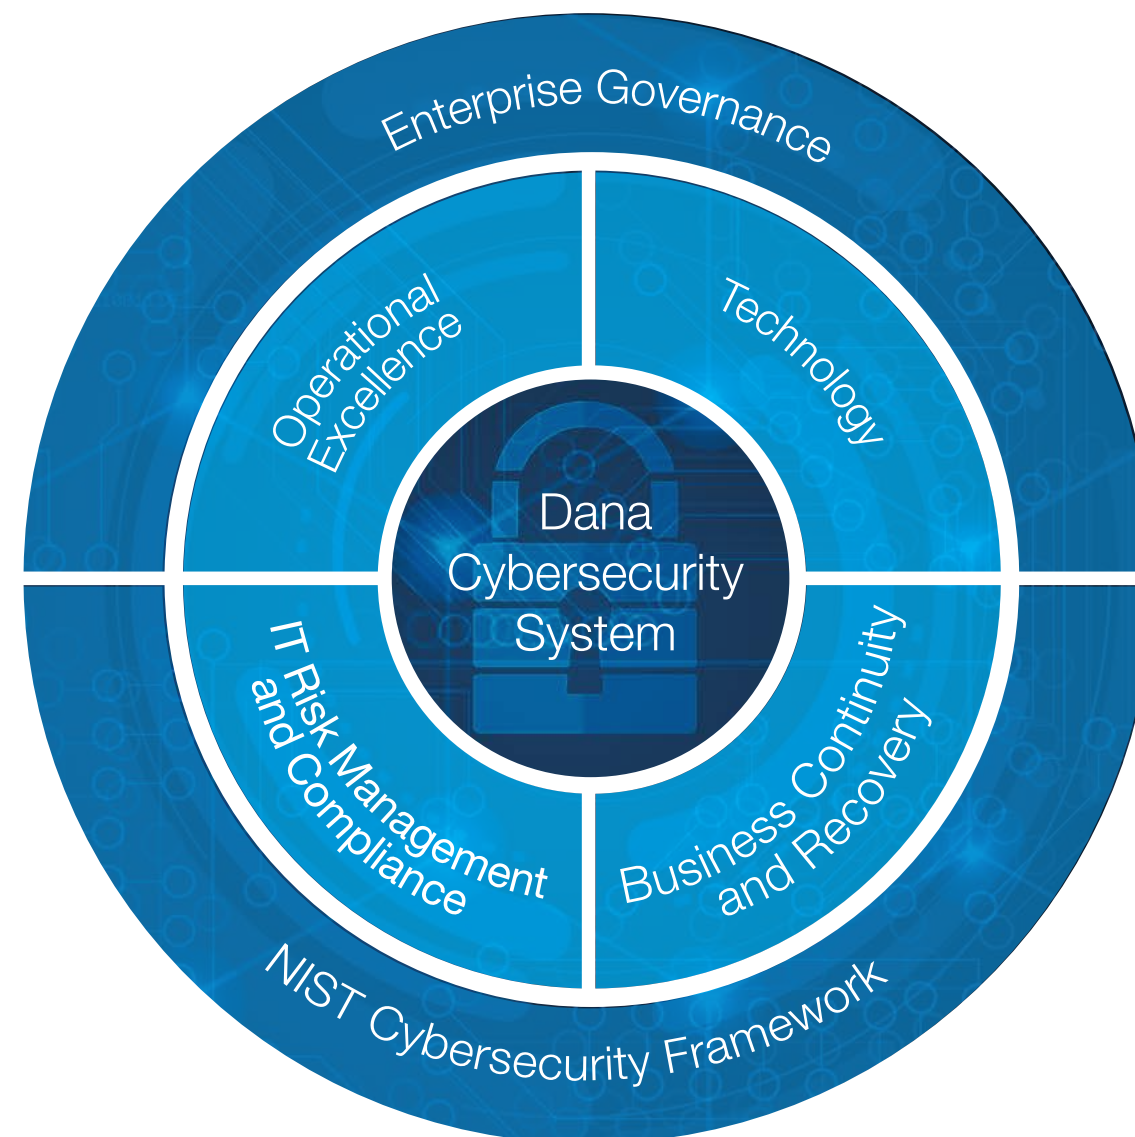 Enterprise Governance
Operational
Excellence
Technology
Dana
Cybersecurity
System
IT Risk Management
and Compliance
Business Continuity
and Recovery
NIST Cybersecurity Framework